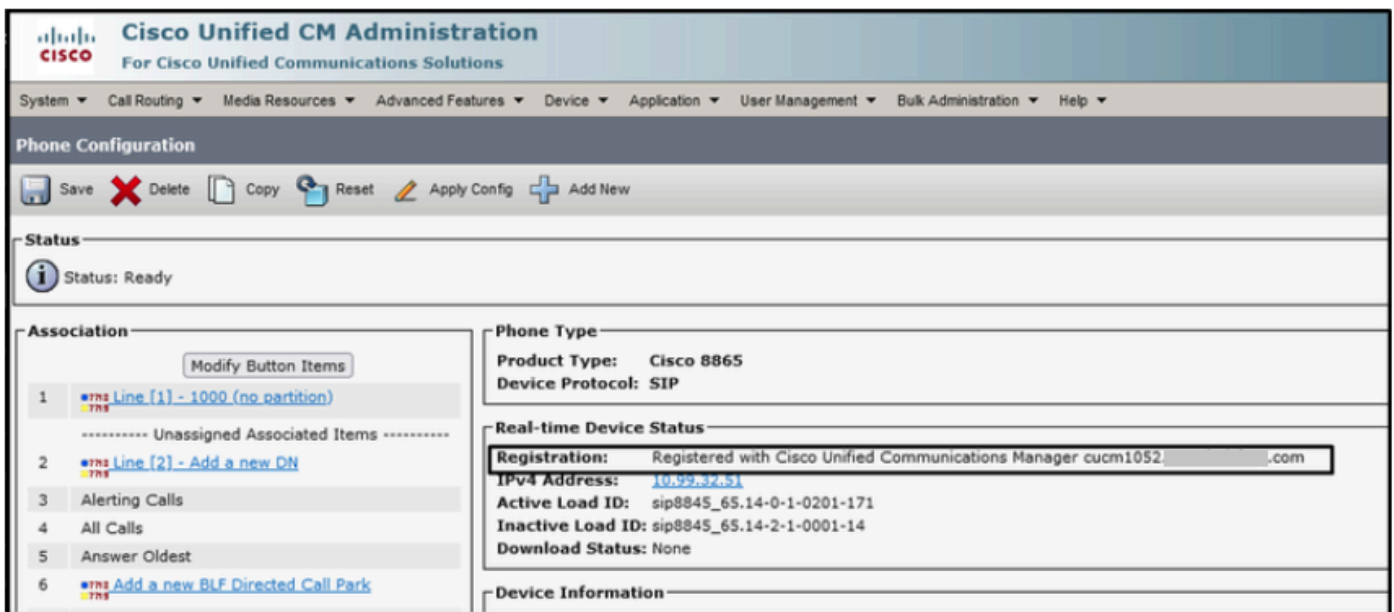 CISCO
Cisco Unified CM Administration
For Cisco Unified Communications Solutions
System Call Routing Media Resources Advanced Features Device Application User Management Bulk Administration Help
Phone Configuration
Save Delete Copy Reset Apply Config Add New
Status
i Status: Ready
Association
Modify Button Items
1 Line [1] - 1000 (no partition)
---------- Unassigned Associated Items ----------
2 Line [2] - Add a new DN
3 Alerting Calls
4 All Calls
5 Answer Oldest
6 Add a new BLF Directed Call Park
Phone Type
Product Type: Cisco 8865
Device Protocol: SIP
Real-time Device Status
Registration: Registered with Cisco Unified Communications Manager cucm1052. .com
IPv4 Address: 10.99.32.51
Active Load ID: sip8845_65.14-0-1-0201-171
Inactive Load ID: sip8845_65.14-2-1-0001-14
Download Status: None
Device Information